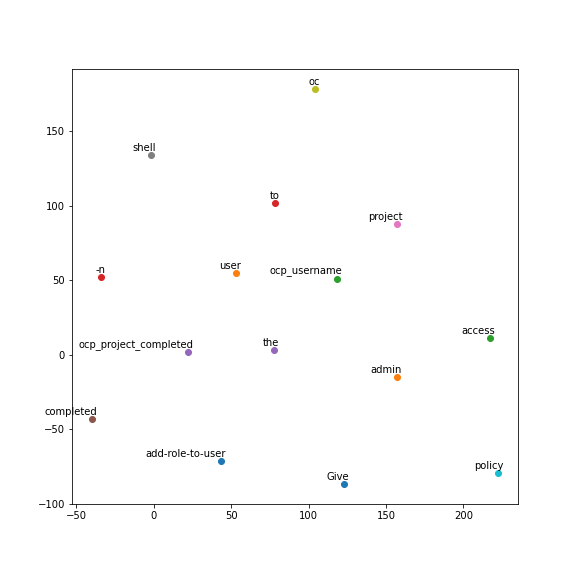 oc
150
shell
to
100
project
-n
user
ocp_username
50
access
ocp_project_completed
the
0
admin
completed
−50
add-role-to-user
policy
Give
−100
−50 0 50 100 150 200